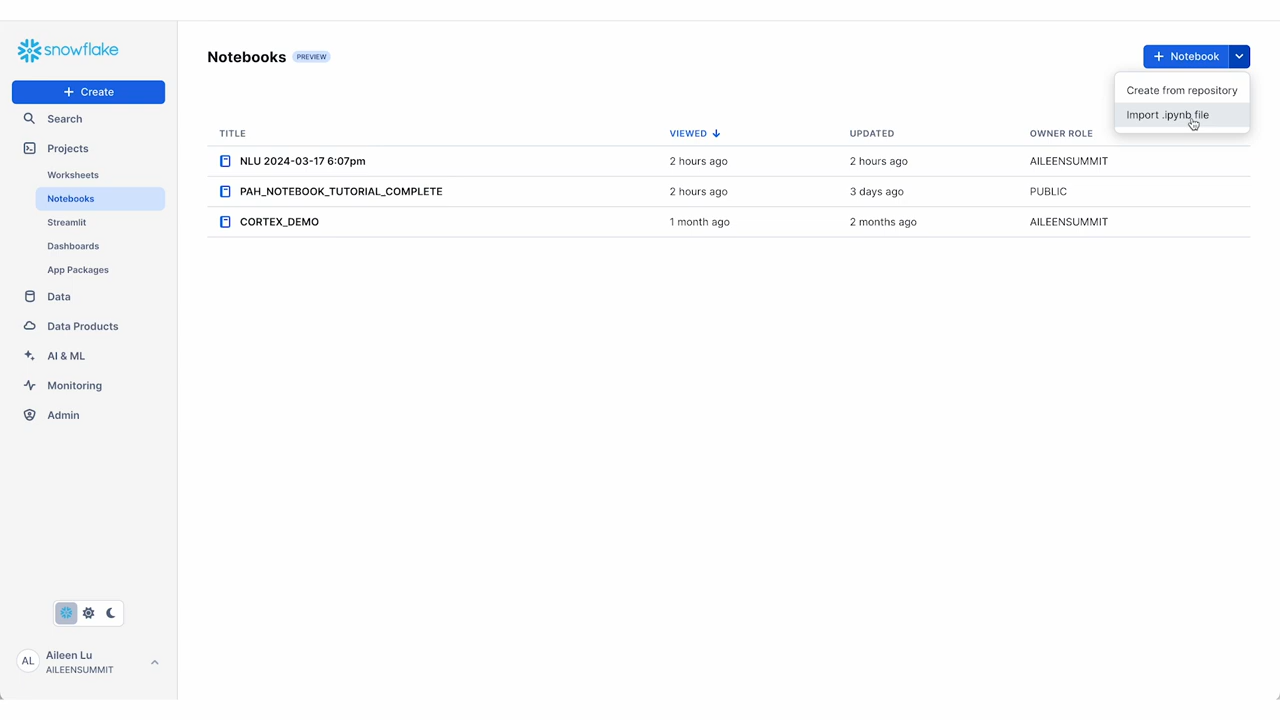 snowflake
+ Create
Search
Projects
Worksheets
Notebooks
Streamlit
Dashboards
App Packages
Data
Data Products
AI & ML
Monitoring
Admin
AL
Aileen Lu
AILEENSUMMIT
Notebooks PREVIEW
+ Notebook
Create from repository
Import .ipynb file
TITLE VIEWED UPDATED OWNER ROLE
NLU 2024-03-17 6:07pm 2 hours ago 2 hours ago AILEENSUMMIT
PAH_NOTEBOOK_TUTORIAL_COMPLETE 2 hours ago 3 days ago PUBLIC
CORTEX_DEMO 1 month ago 2 months ago AILEENSUMMIT